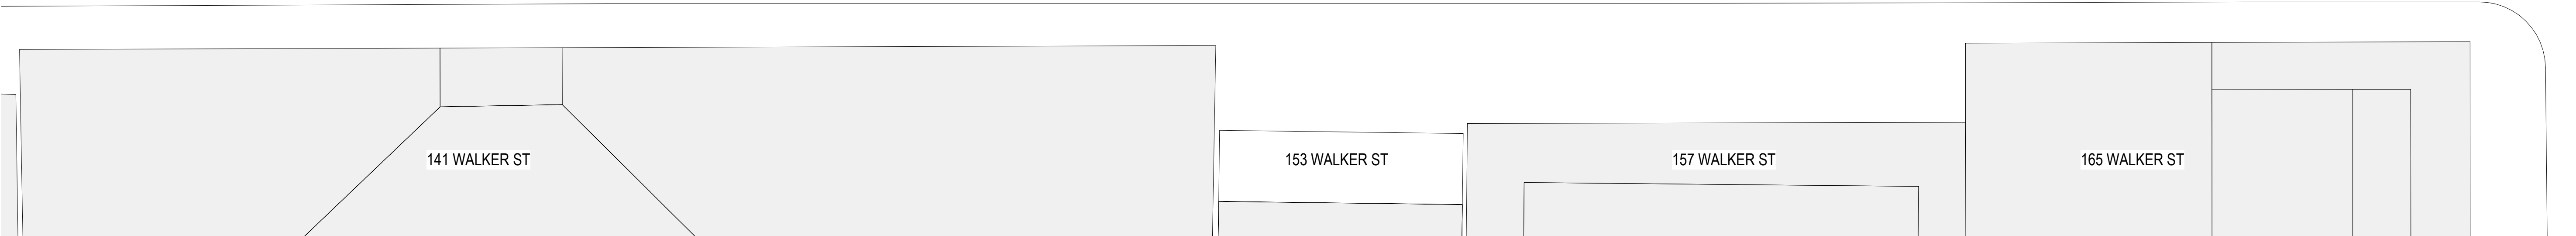 141 WALKER ST
153 WALKER ST
157 WALKER ST
165 WALKER ST